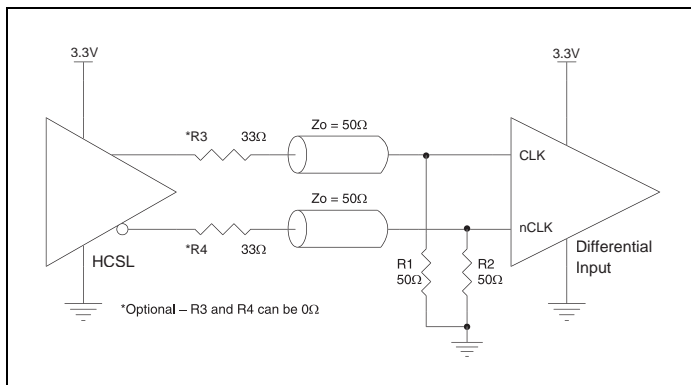 3.3V
3.3V
*R3 33Ω
Zo = 50Ω
CLK
Zo = 50Ω
nCLK
*R4 33Ω
HCSL
R1
50Ω
R2
50Ω
Differential
Input
*Optional – R3 and R4 can be 0Ω